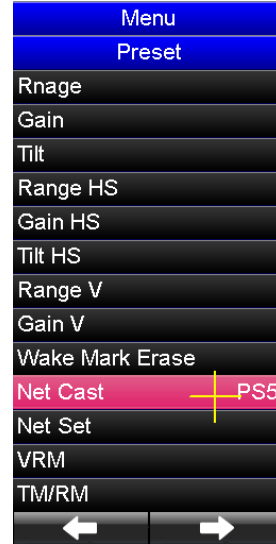 Menu
Preset
Rnage
Gain
Tilt
Range HS
Gain HS
Tilt HS
Range V
Gain V
Wake Mark Erase
Net Cast PS5
Net Set
VRM
TM/RM